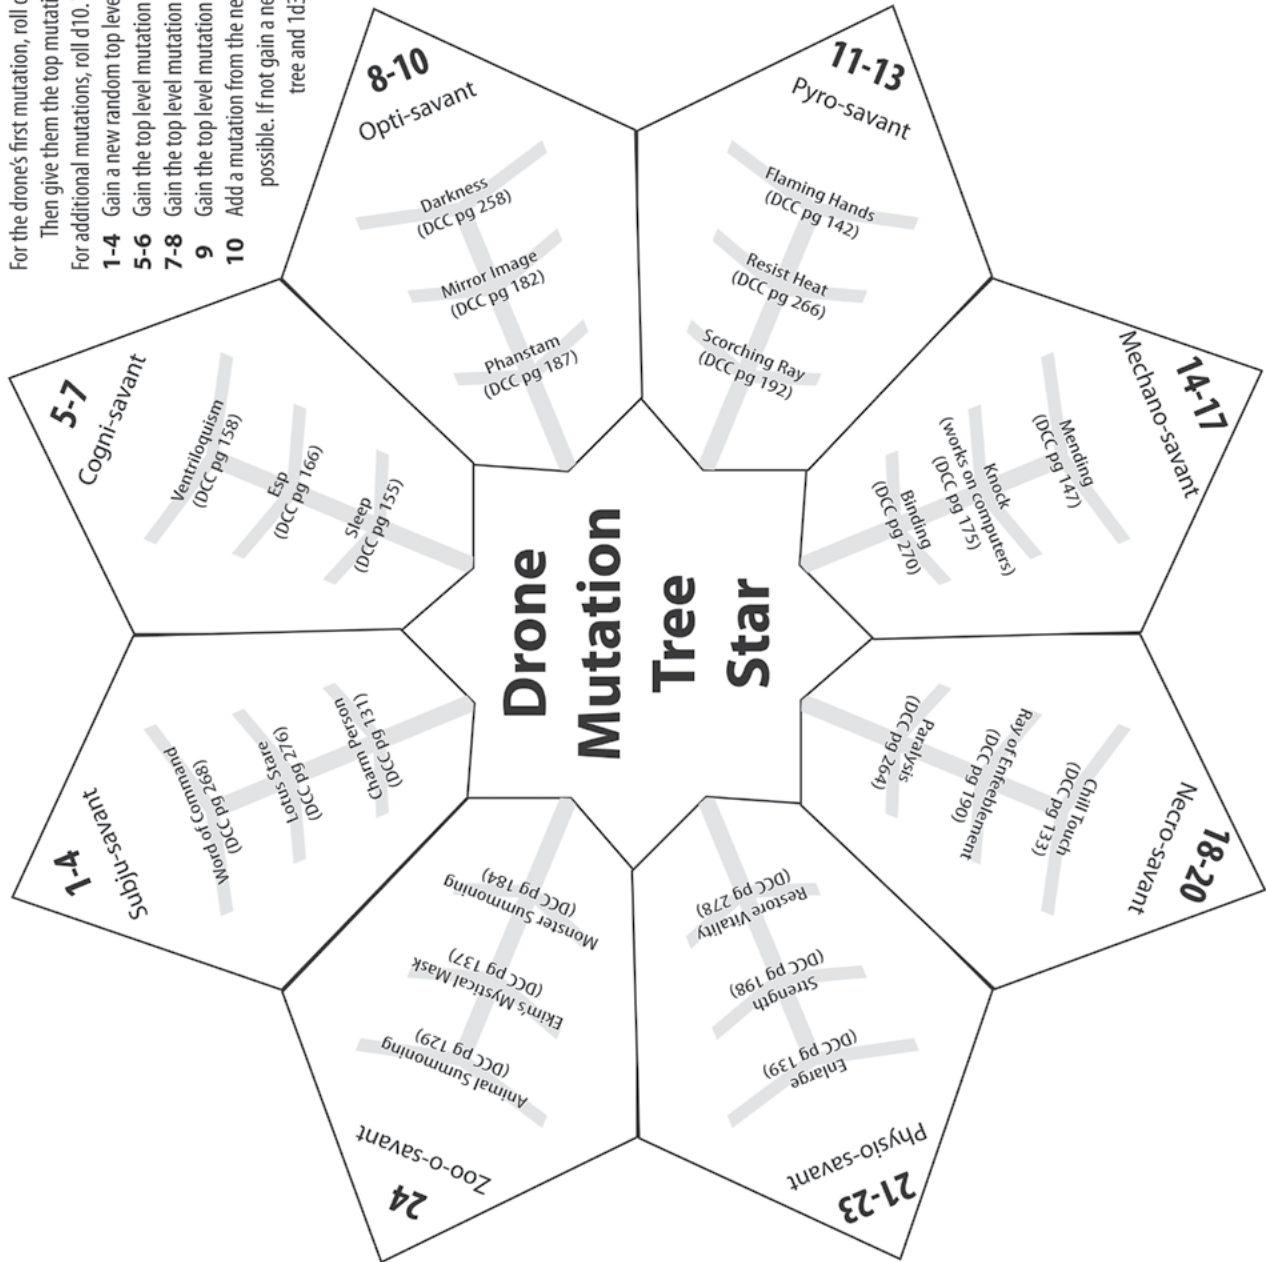 For the drone's first mutation, roll
Then give them the top
For additional mutations, roll d10.
1-4 Gain a new random top
5-6 Gain the top level mutation
7-8 Gain the top level mutation
9 Gain the top level mutation
10 Add a mutation from the
possible. If not gain a
tree and
Drone
Mutation
Tree
Star
1-4
Subju-savant
Word of Command
(DCC pg 268)
Lotus Stare
(DCC pg 276)
Charm Person
(DCC pg 131)
5-7
Cogni-savant
Ventriloquism
(DCC pg 158)
Esp
(DCC pg 166)
Sleep
(DCC pg 155)
8-10
Opti-savant
Darkness
(DCC pg 258)
Mirror Image
(DCC pg 182)
Phanstam
(DCC pg 187)
11-13
Pyro-savant
Flaming Hands
(DCC pg 142)
Resist Heat
(DCC pg 266)
Scorching Ray
(DCC pg 192)
14-17
Mechano-savant
Mending
(DCC pg 147)
Knock
(works on computers)
(DCC pg 175)
Binding
(DCC pg 270)
18-20
Necro-savant
Chill Touch
(DCC pg 133)
Ray of Enfeeblement
(DCC pg 190)
Paralysis
(DCC pg 264)
21-23
Physio-savant
Enlarge
(DCC pg 139)
Strength
(DCC pg 198)
Restore Vitality
(DCC pg 278)
24
Zoo-o-savant
Animal Summoning
(DCC pg 129)
Ekim's Mystical Mask
(DCC pg 137)
Monster Summoning
(DCC pg 184)